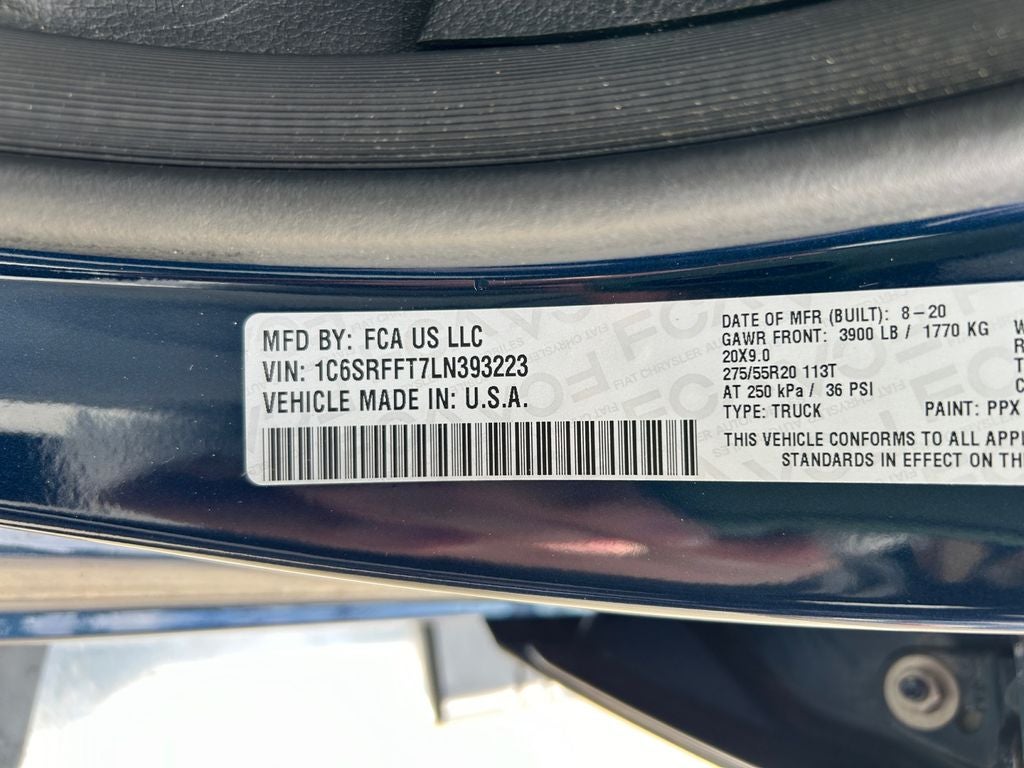 MFD BY: FCA US LLC
VIN: 1C6SRFFT7LN393223
VEHICLE MADE IN: U.S.A.
DATE OF MFR (BUILT): 8-20
GAWR FRONT: 3900 LB / 1770 KG
20X9.0
275/55R20 113T
AT 250 kPa / 36 PSI
TYPE: TRUCK PAINT: PPX
THIS VEHICLE CONFORMS TO ALL
STANDARDS IN EFFECT ON